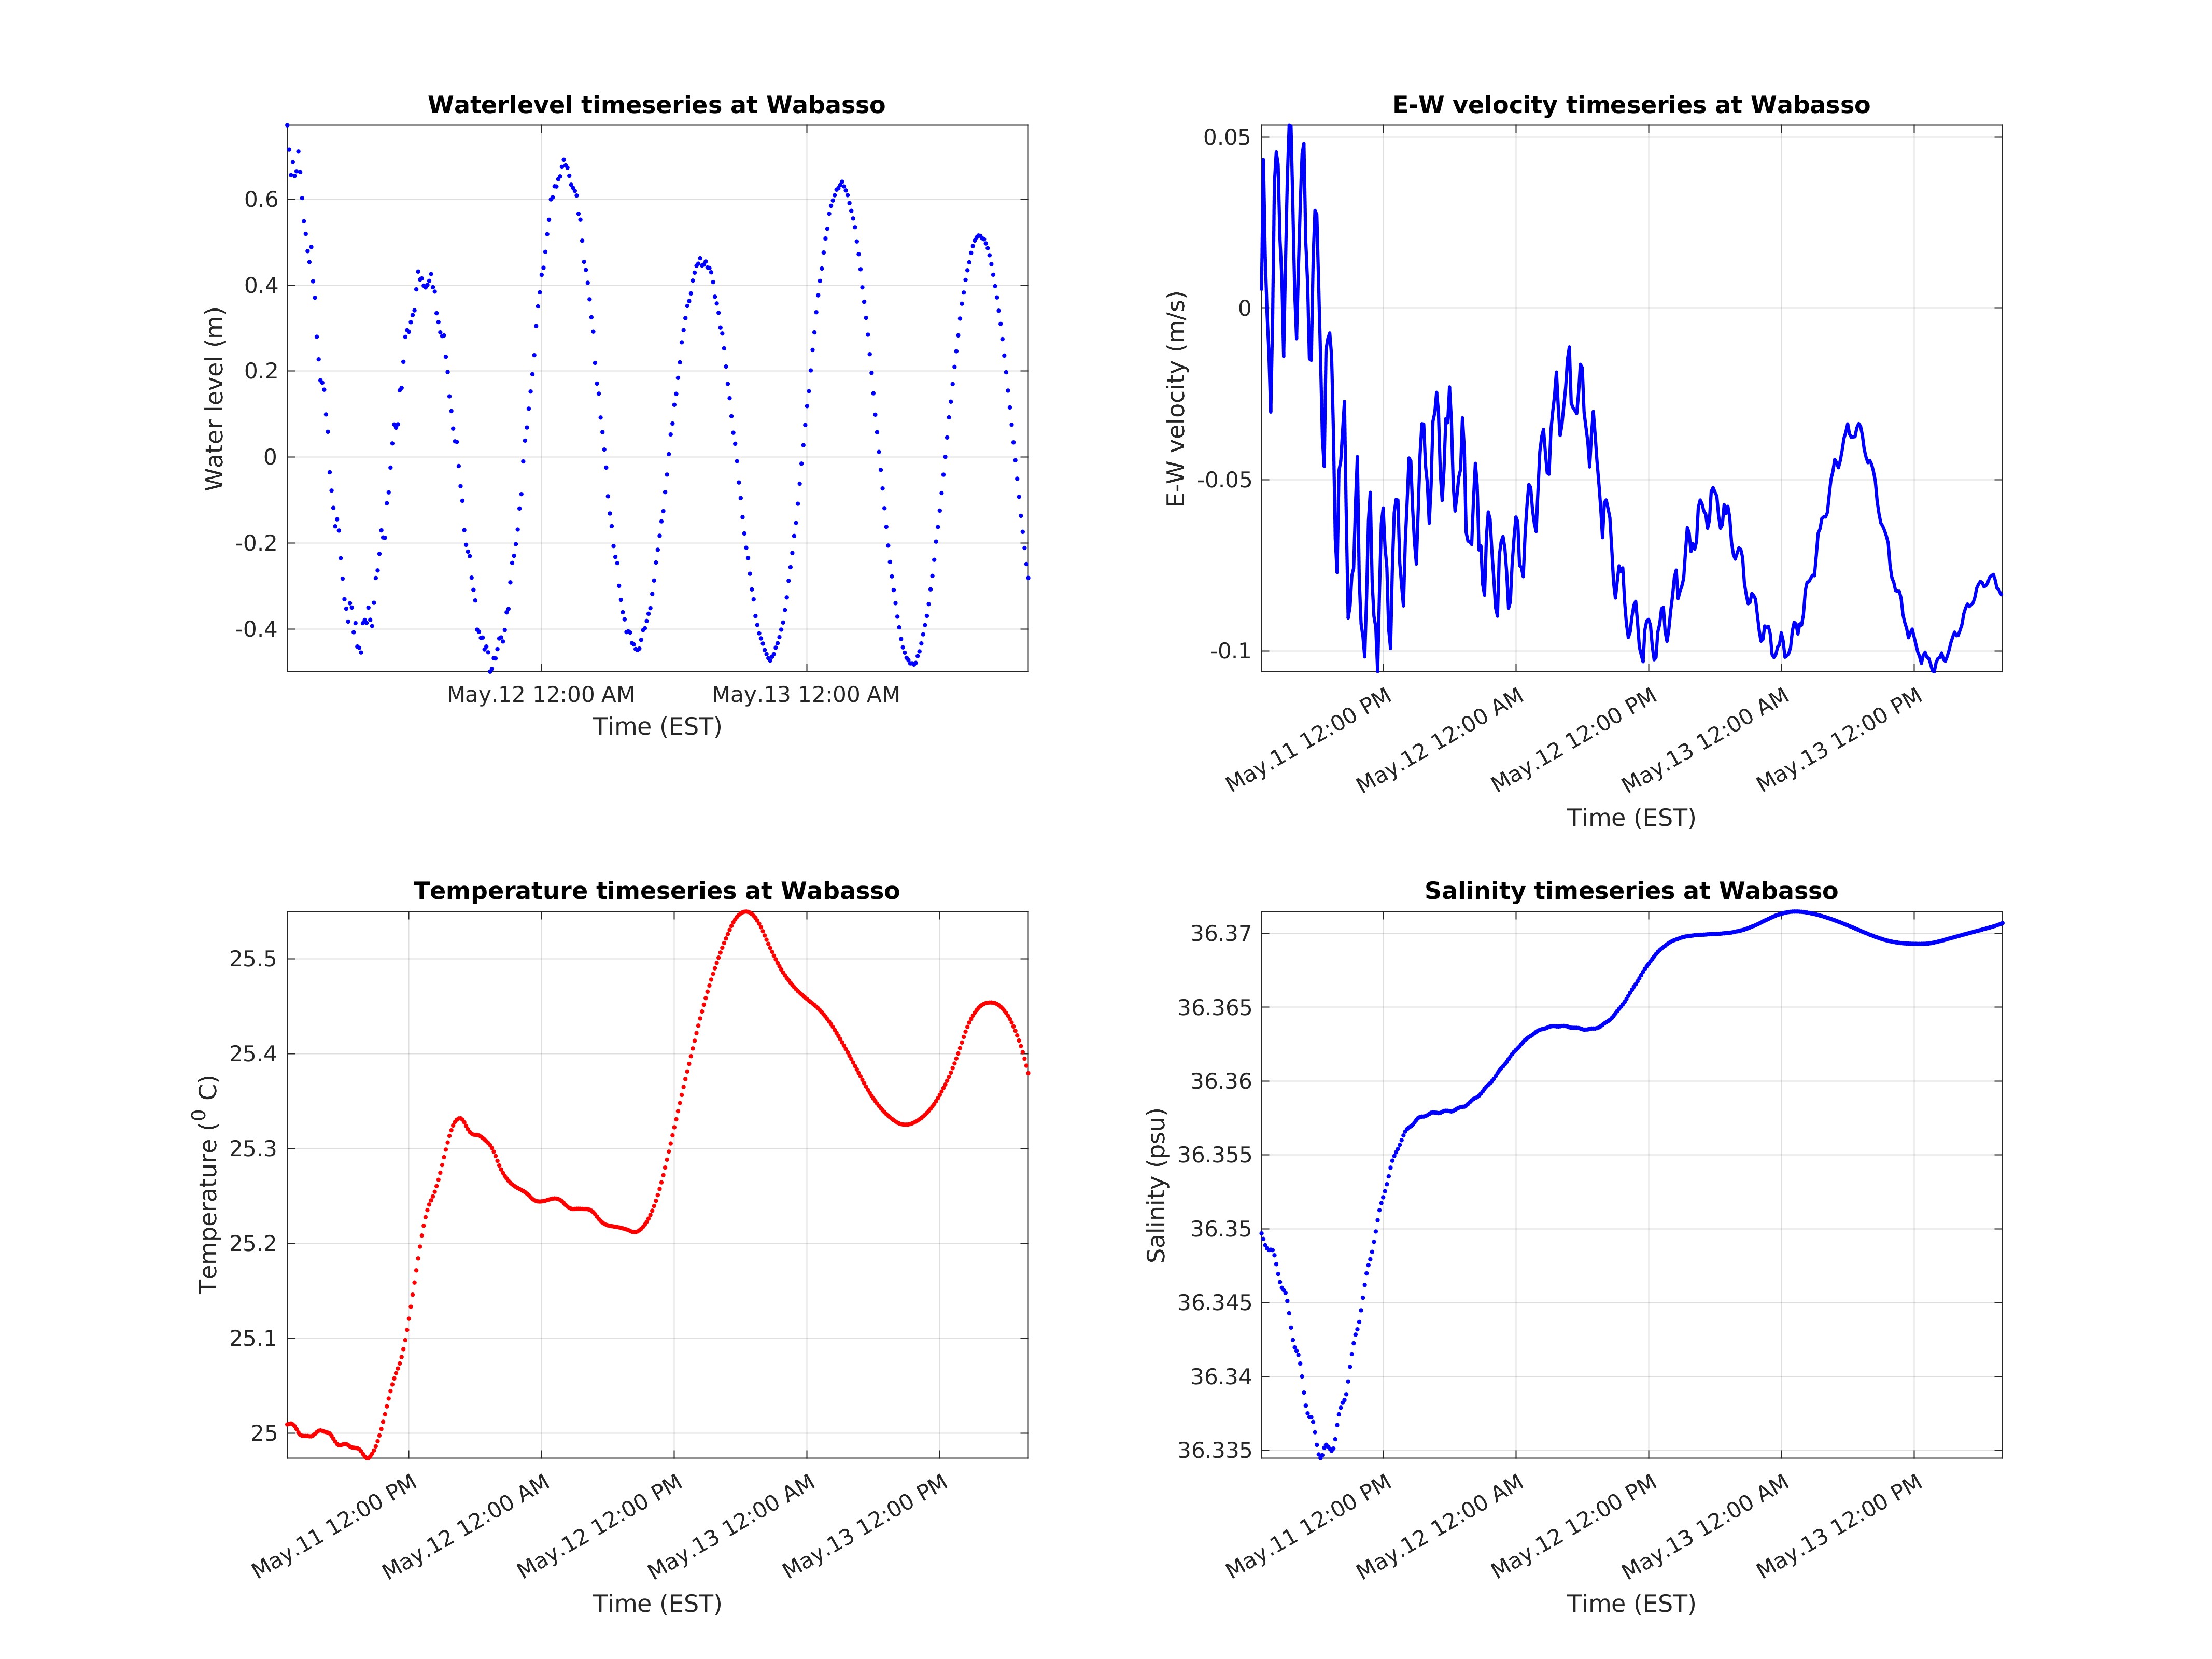 Waterlevel timeseries at Wabasso
0.6
0.4
0.2
0
-0.2
-0.4
Water level (m)
May.12 12:00 AM
May.13 12:00 AM
Time (EST)
E-W velocity timeseries at Wabasso
0.05
0
-0.05
-0.1
E-W velocity (m/s)
May.11 12:00 PM
May.12 12:00 AM
May.12 12:00 PM
May.13 12:00 AM
May.13 12:00 PM
Time (EST)
Temperature timeseries at Wabasso
25.5
25.4
25.3
25.2
25.1
25
Temperature (⁰ C)
May.11 12:00 PM
May.12 12:00 AM
May.12 12:00 PM
May.13 12:00 AM
May.13 12:00 PM
Time (EST)
Salinity timeseries at Wabasso
36.37
36.365
36.36
36.355
36.35
36.345
36.34
36.335
Salinity (psu)
May.11 12:00 PM
May.12 12:00 AM
May.12 12:00 PM
May.13 12:00 AM
May.13 12:00 PM
Time (EST)